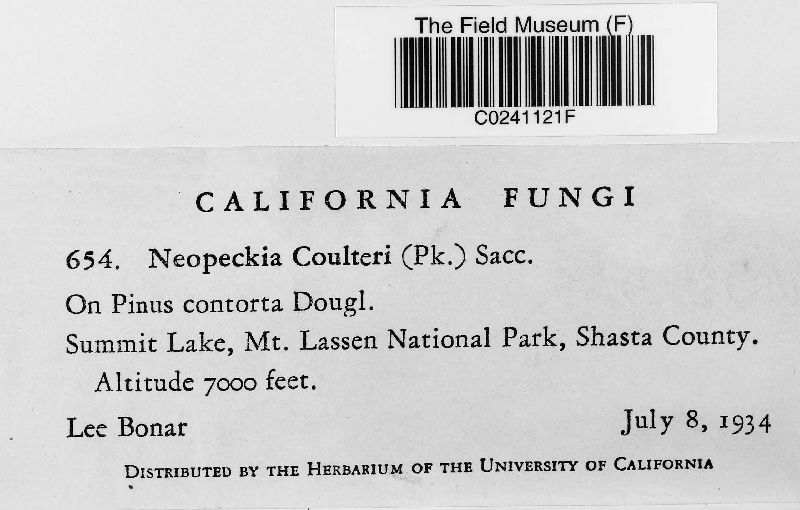 The Field Museum (F)
C0241121F
CALIFORNIA FUNGI
654. Neopeckia Coulteri (Pk.) Sacc.
On Pinus contorta Dougl.
Summit Lake, Mt. Lassen National Park, Shasta County.
Altitude 7000 feet.
Lee Bonar July 8, 1934
DISTRIBUTED BY THE HERBARIUM OF THE UNIVERSITY OF CALIFORNIA